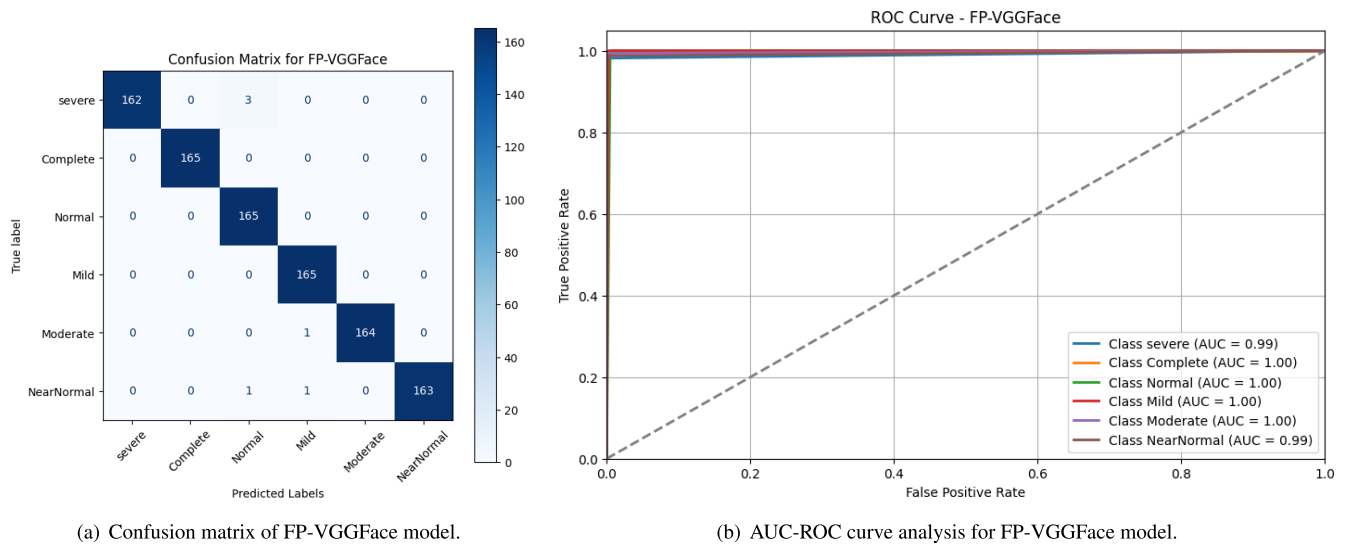 Confusion Matrix for FP-VGGFace
True label
severe 162 0 3 0 0 0
Complete 0 165 0 0 0 0
Normal 0 0 165 0 0 0
Mild 0 0 0 165 0 0
Moderate 0 0 0 1 164 0
NearNormal 0 0 1 1 0 163
severe Complete Normal Mild Moderate NearNormal
Predicted Labels
160
140
120
100
80
60
40
20
0
(a) Confusion matrix of FP-VGGFace model.
ROC Curve - FP-VGGFace
True Positive Rate
1.0
0.8
0.6
0.4
0.2
0.0
Class severe (AUC = 0.99)
Class Complete (AUC = 1.00)
Class Normal (AUC = 1.00)
Class Mild (AUC = 1.00)
Class Moderate (AUC = 1.00)
Class NearNormal (AUC = 0.99)
0.0 0.2 0.4 0.6 0.8 1.0
False Positive Rate
(b) AUC-ROC curve analysis for FP-VGGFace model.